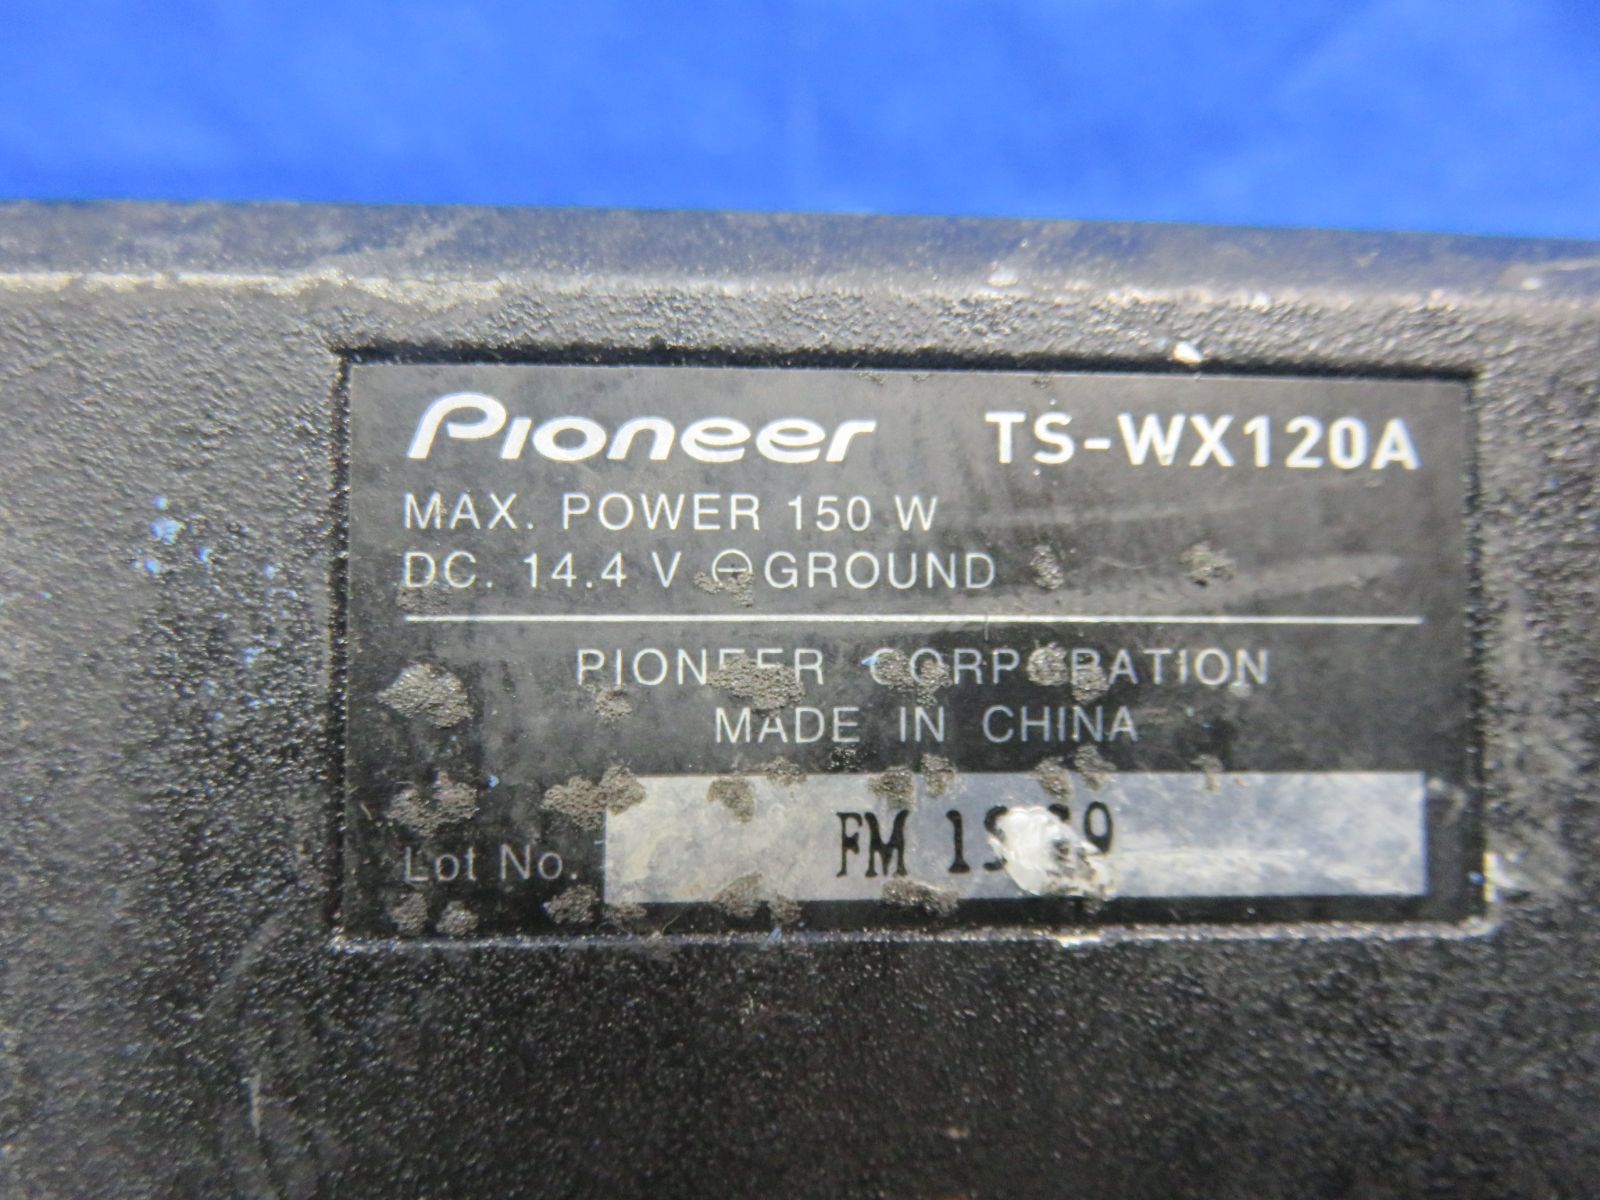 Pioneer TS-WX120A
MAX. POWER 150 W
DC. 14.4 V ⊖ GROUND
PIONEER CORPORATION
MADE IN CHINA
Lot No. FM